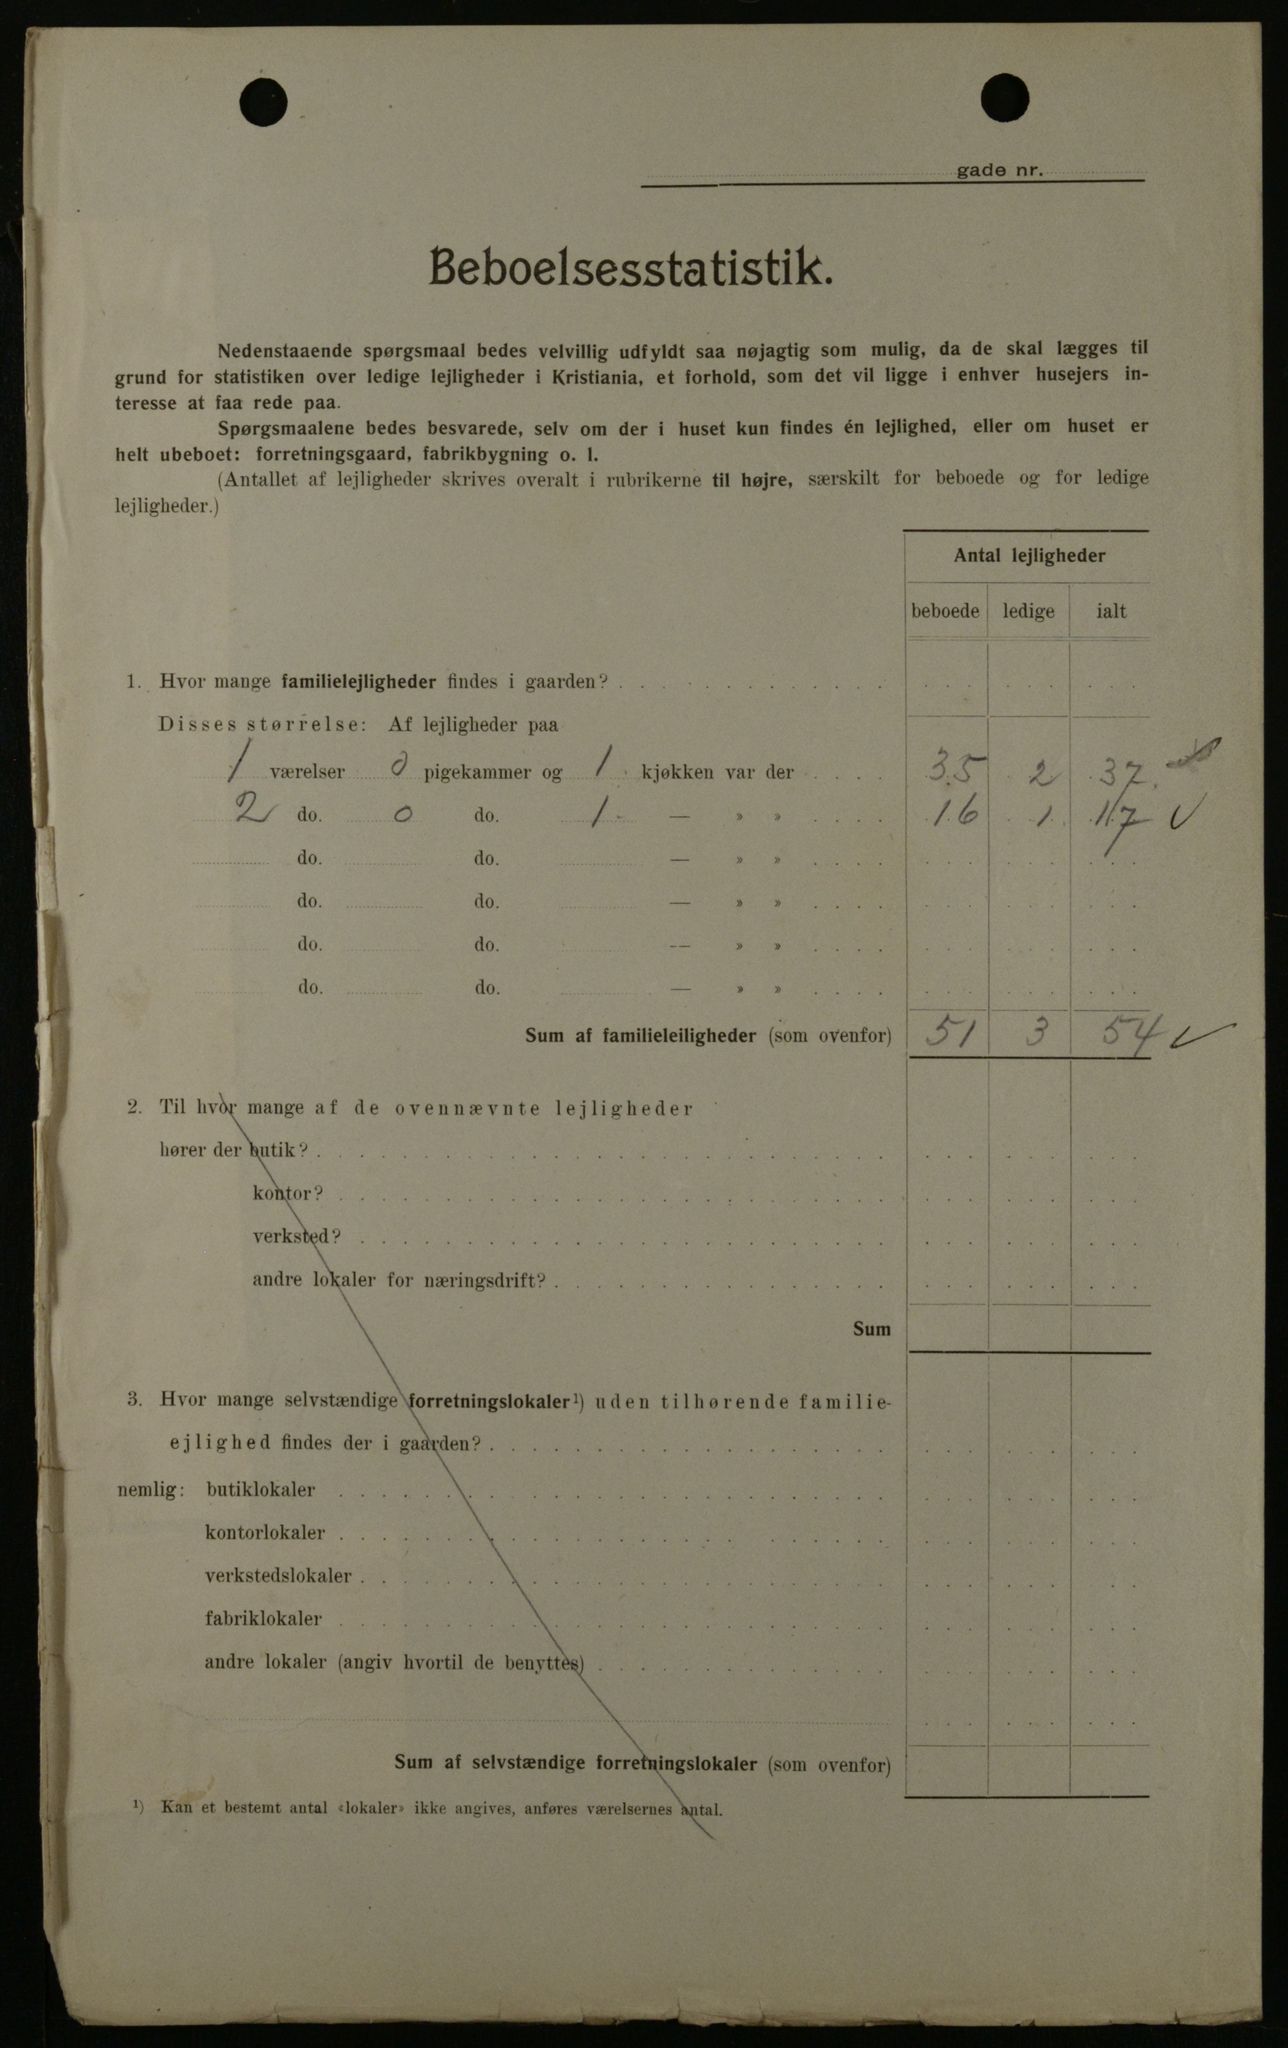 gade nr.
Beboelsesstatistik.
Nedenstaaende spørgsmaal bedes velvillig udfyldt saa nøjagtig som mulig, da de skal lægges til
grund for statistiken over ledige lejligheder i Kristiania, et forhold, som det vil ligge i enhver husejers in-
teresse at faa rede paa.
Spørgsmaalene bedes besvarede, selv om der i huset kun findes én lejlighed, eller om huset er
helt ubeboet: forretningsgaard, fabrikbygning o. l.
(Antallet af lejligheder skrives overalt i rubrikerne til højre, særskilt for beboede og for ledige
lejligheder.)
Antal lejligheder
beboede ledige ialt
1. Hvor mange familielejligheder findes i gaarden?
Disses størrelse: Af lejligheder paa
1 værelser 0 pigekammer og 1 kjøkken var der 35 2 37
2 do. 0 do. 1 — » » 16 1 17 ✓
do. do. — » »
do. do. — » »
do. do. — » »
do. do. — » »
Sum af familieleiligheder (som ovenfor) 51 3 54 ✓
2. Til hvor mange af de ovennævnte lejligheder
hører der butik?
kontor?
verksted?
andre lokaler for næringsdrift?
Sum
3. Hvor mange selvstændige forretningslokaler¹) uden tilhørende familie-
ejlighed findes der i gaarden?
nemlig: butiklokaler
kontorlokaler
verkstedslokaler
fabriklokaler
andre lokaler (angiv hvortil de benyttes)
Sum af selvstændige forretningslokaler (som ovenfor)
¹) Kan et bestemt antal «lokaler» ikke angives, anføres værelsernes antal.